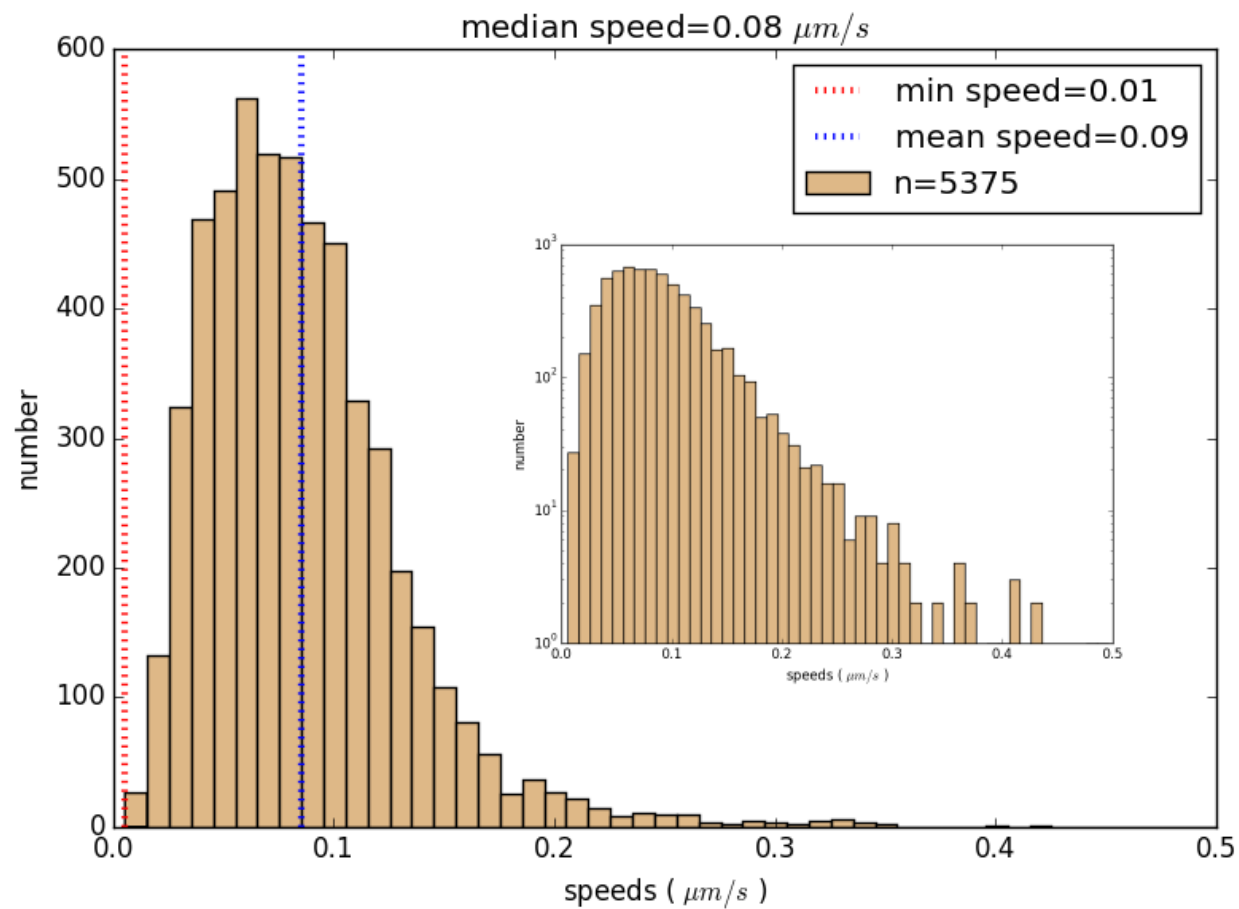 median speed=0.08 μm/s
600
500
400
300
200
100
0
number
0.0
0.1
0.2
0.3
0.4
0.5
speeds ( μm/s )
min speed=0.01
mean speed=0.09
n=5375
10³
10²
10¹
10⁰
number
0.0
0.1
0.2
0.3
0.4
0.5
speeds ( μm/s )